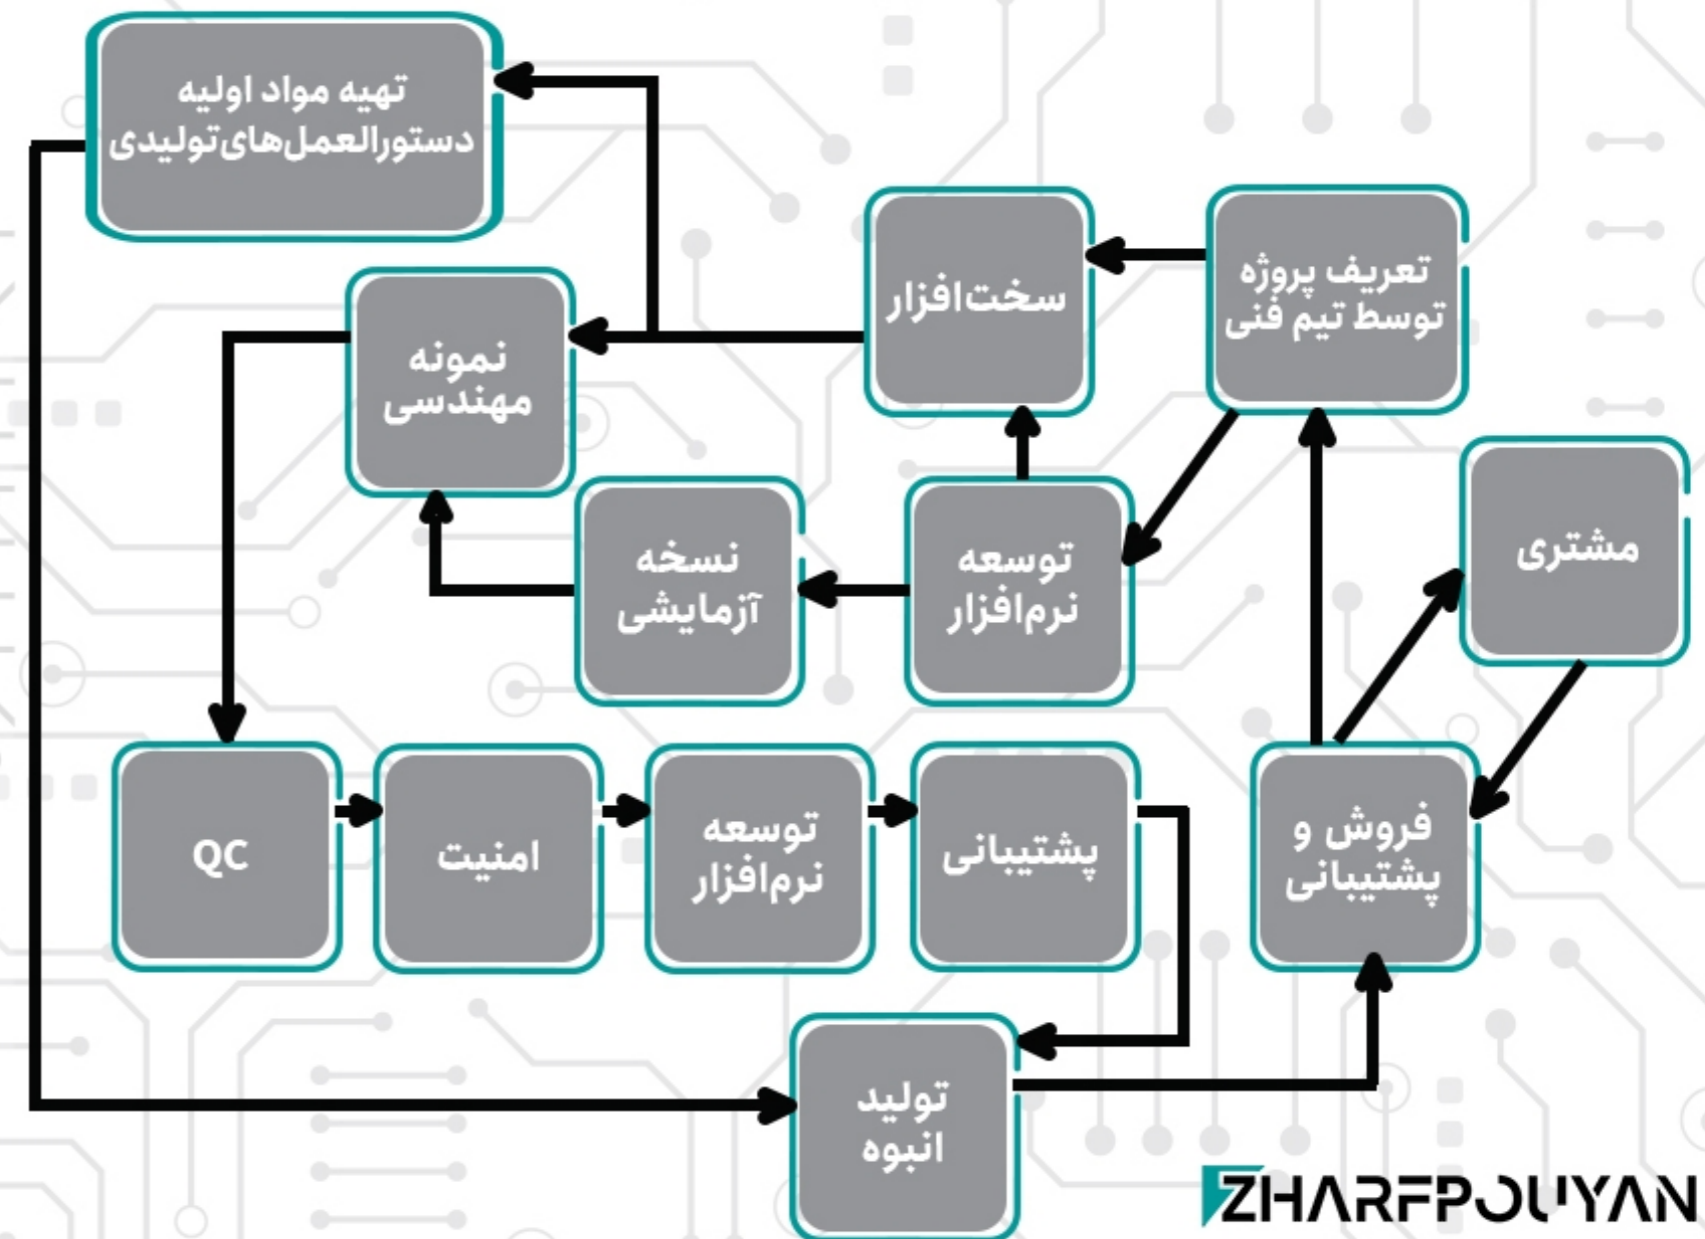 تهیه مواد اولیه
دستورالعمل‌های‌تولیدی
تعریف پروژه
توسط تیم فنی
سخت‌افزار
نمونه
مهندسی
مشتری
توسعه
نرم‌افزار
نسخه
آزمایشی
فروش و
پشتیبانی
پشتیبانی
توسعه
نرم‌افزار
امنیت
QC
تولید
انبوه
ZHARFPOUYAN